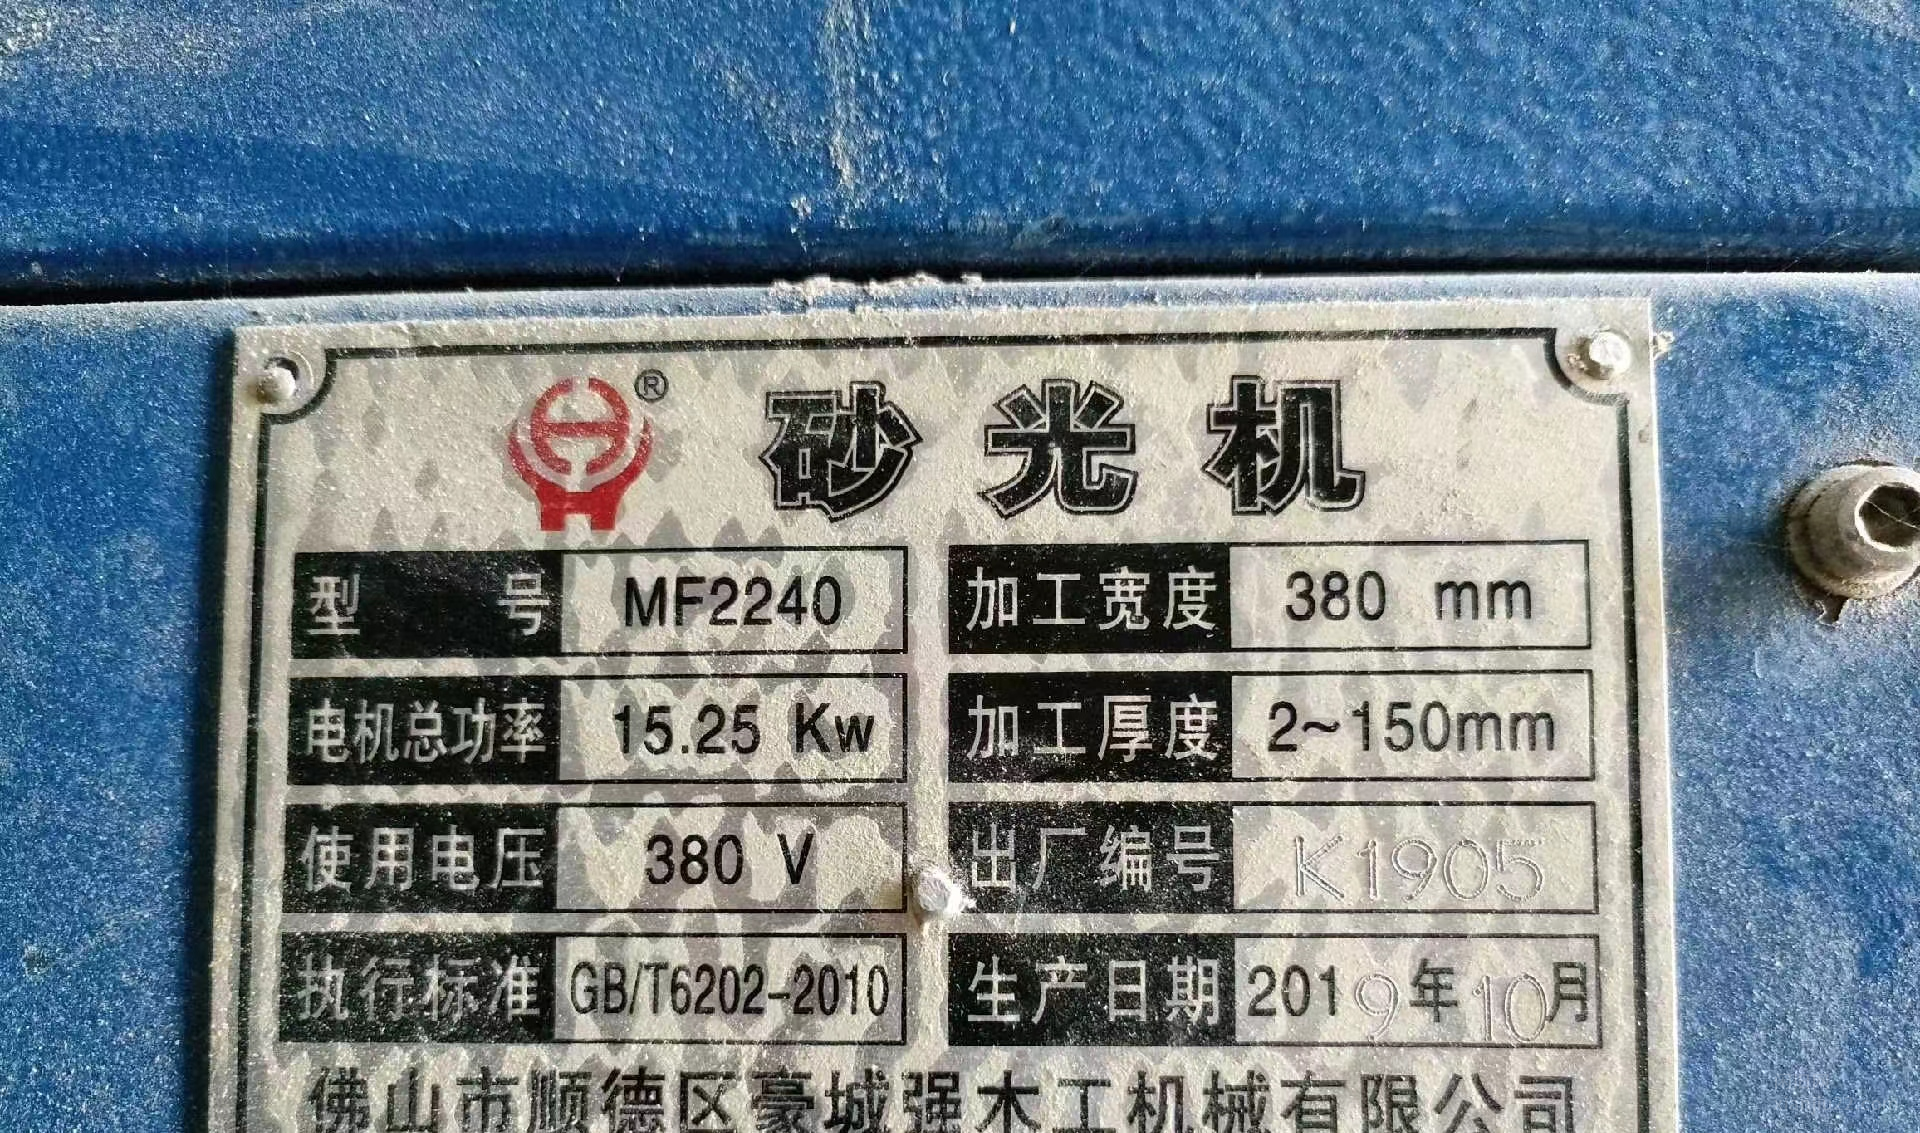 ® 砂光机
型号 MF2240 加工宽度 380 mm
电机总功率 15.25 Kw 加工厚度 2~150mm
使用电压 380 V 出厂编号 K1905
执行标准 GB/T6202-2010 生产日期 2019年10月
佛山市顺德区豪城强木工机械有限公司